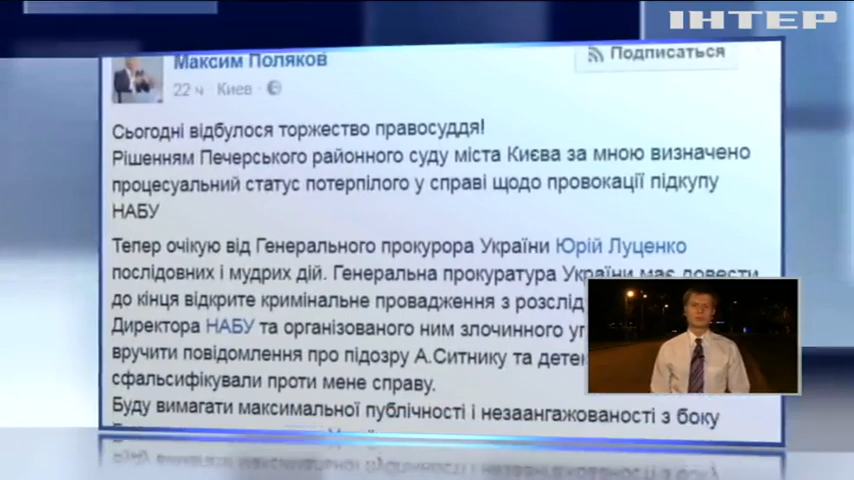 ІНТЕР
Максим Поляков
Подписаться
22 ч · Киев ·
Сьогодні відбулося торжество правосуддя!
Рішенням Печерського районного суду міста Києва за мною визначено
процесуальний статус потерпілого у справі щодо провокації підкупу
НАБУ
Тепер очікую від Генерального прокурора України Юрій Луценко
послідовних і мудрих дій. Генеральна прокуратура України має довести
до кінця відкрите кримінальне провадження з
Директора НАБУ та організованого ним злочинного
вручити повідомлення про підозру А.Ситнику та
сфальсифікували проти мене справу.
Буду вимагати максимальної публічності і незаангажованості з боку